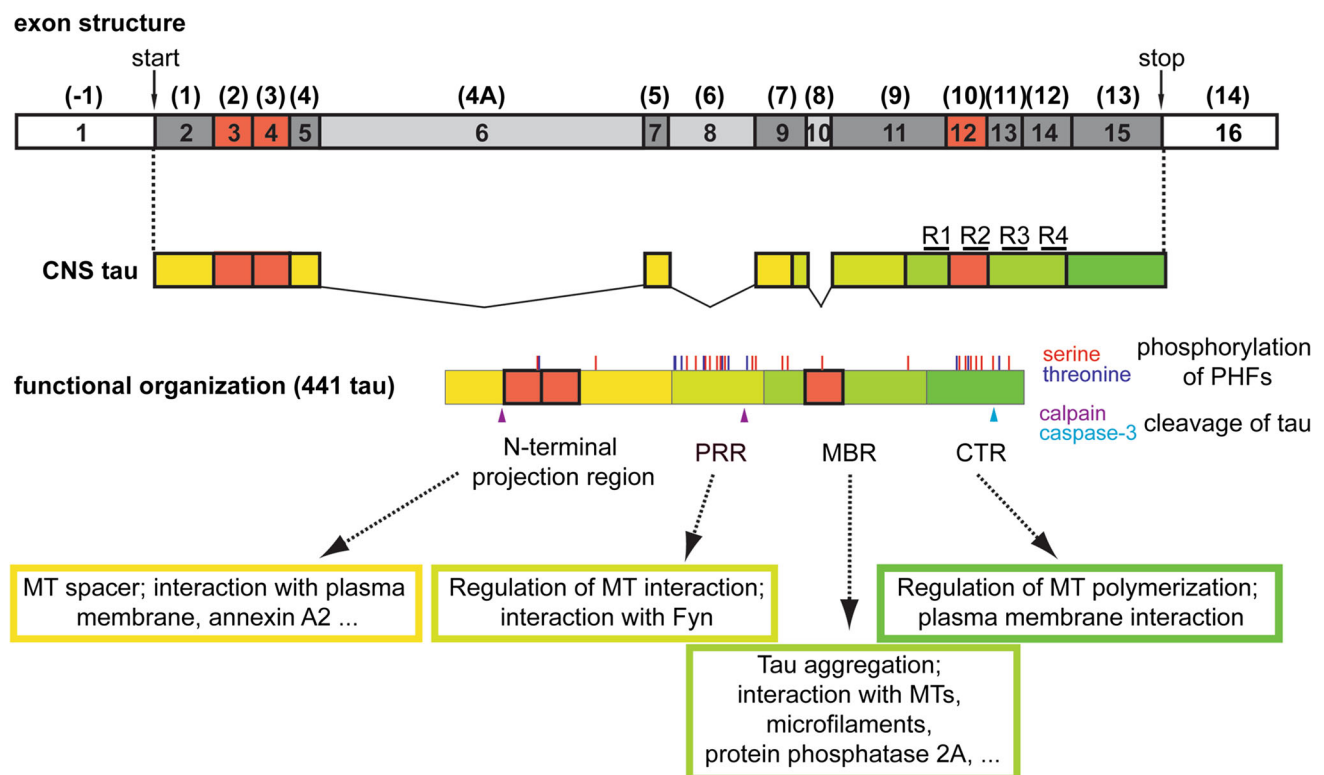 exon structure
start stop
(-1) (1) (2) (3) (4) (4A) (5) (6) (7) (8) (9) (10) (11) (12) (13) (14)
1 2 3 4 5 6 7 8 9 10 11 12 13 14 15 16
R1 R2 R3 R4
CNS tau
serine phosphorylation
threonine of PHFs
functional organization (441 tau)
calpain cleavage of tau
caspase-3
N-terminal
projection region
PRR MBR CTR
MT spacer; interaction with plasma
membrane, annexin A2 ...
Regulation of MT interaction;
interaction with Fyn
Regulation of MT polymerization;
plasma membrane interaction
Tau aggregation;
interaction with MTs,
microfilaments,
protein phosphatase 2A, ...